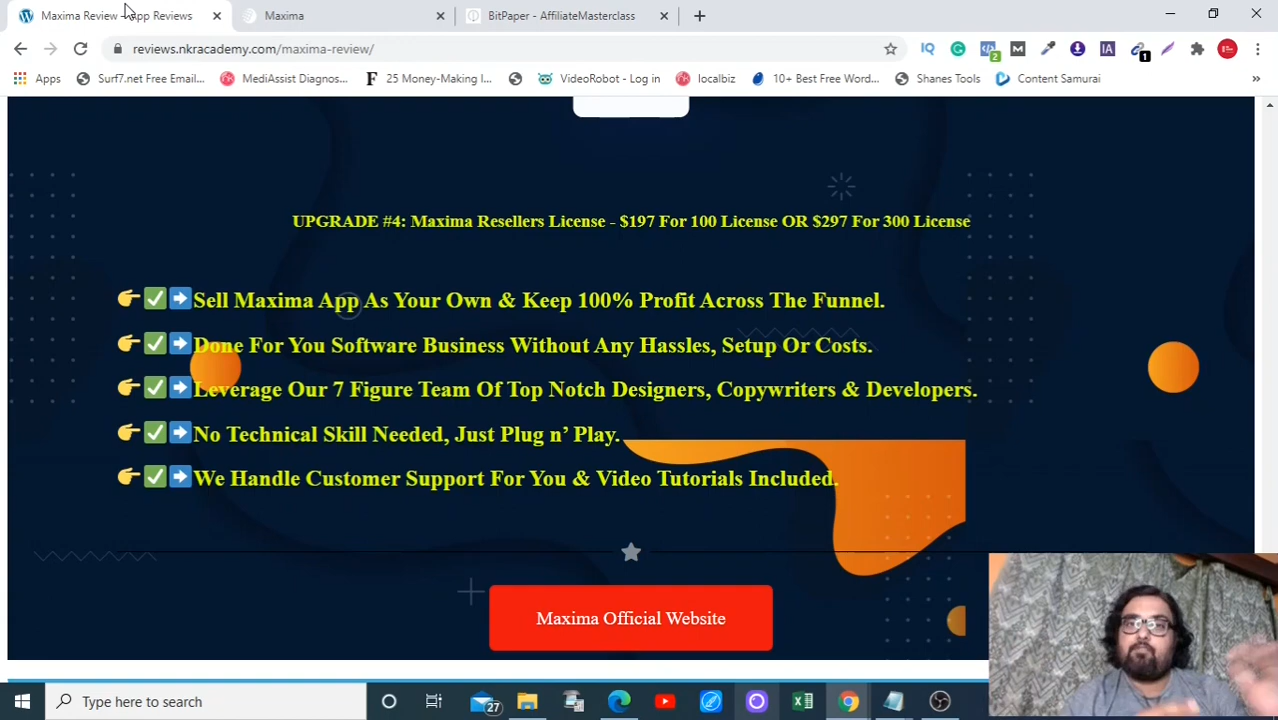 Maxima Review - App Reviews
Maxima
BitPaper - AffiliateMasterclass
reviews.nkracademy.com/maxima-review/
2
1
Apps
Surf7.net Free Email...
MediAssist Diagnos...
25 Money-Making I...
VideoRobot - Log in
localbiz
10+ Best Free Word...
Shanes Tools
Content Samurai
UPGRADE #4: Maxima Resellers License - $197 For 100 License OR $297 For 300 License
Sell Maxima App As Your Own & Keep 100% Profit Across The Funnel.
Done For You Software Business Without Any Hassles, Setup Or Costs.
Leverage Our 7 Figure Team Of Top Notch Designers, Copywriters & Developers.
No Technical Skill Needed, Just Plug n’ Play.
We Handle Customer Support For You & Video Tutorials Included.
Maxima Official Website
Type here to search
27